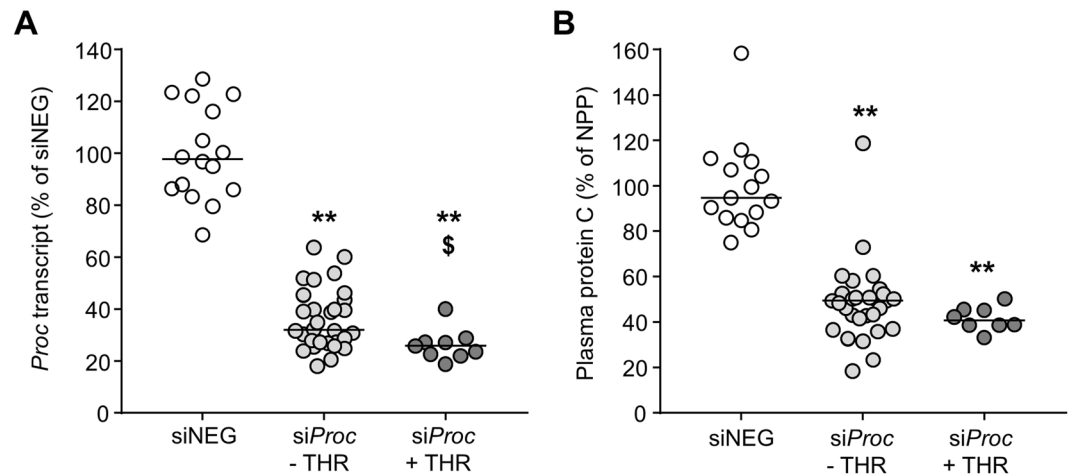 A
Proc transcript (% of siNEG)
140
120
100
80
60
40
20
0
**
**
$
siNEG
siProc
- THR
siProc
+ THR
B
Plasma protein C (% of NPP)
160
140
120
100
80
60
40
20
0
**
**
siNEG
siProc
- THR
siProc
+ THR